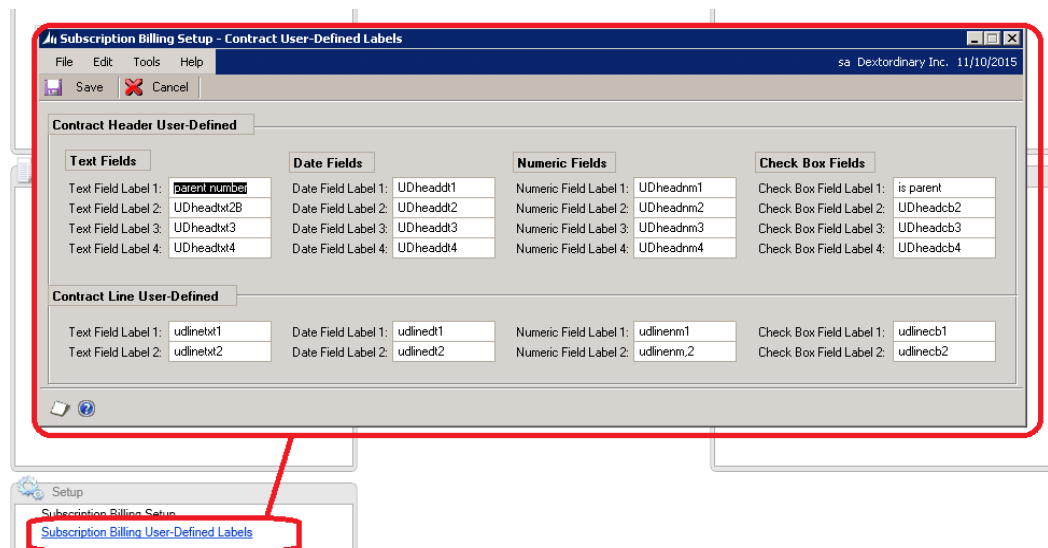 Subscription Billing Setup - Contract User-Defined Labels
File Edit Tools Help sa Dextordinary Inc. 11/10/2015
Save Cancel
Contract Header User-Defined
Text Fields Date Fields Numeric Fields Check Box Fields
Text Field Label 1: parent number Date Field Label 1: UDheaddt1 Numeric Field Label 1: UDheadnm1 Check Box Field Label 1: is parent
Text Field Label 2: UDheadtxt2B Date Field Label 2: UDheaddt2 Numeric Field Label 2: UDheadnm2 Check Box Field Label 2: UDheadcb2
Text Field Label 3: UDheadtxt3 Date Field Label 3: UDheaddt3 Numeric Field Label 3: UDheadnm3 Check Box Field Label 3: UDheadcb3
Text Field Label 4: UDheadtxt4 Date Field Label 4: UDheaddt4 Numeric Field Label 4: UDheadnm4 Check Box Field Label 4: UDheadcb4
Contract Line User-Defined
Text Field Label 1: udlinetxt1 Date Field Label 1: udlinedt1 Numeric Field Label 1: udlinenm1 Check Box Field Label 1: udlinecb1
Text Field Label 2: udlinetxt2 Date Field Label 2: udlinedt2 Numeric Field Label 2: udlinenm,2 Check Box Field Label 2: udlinecb2
Setup
Subscription Billing Setup
Subscription Billing User-Defined Labels